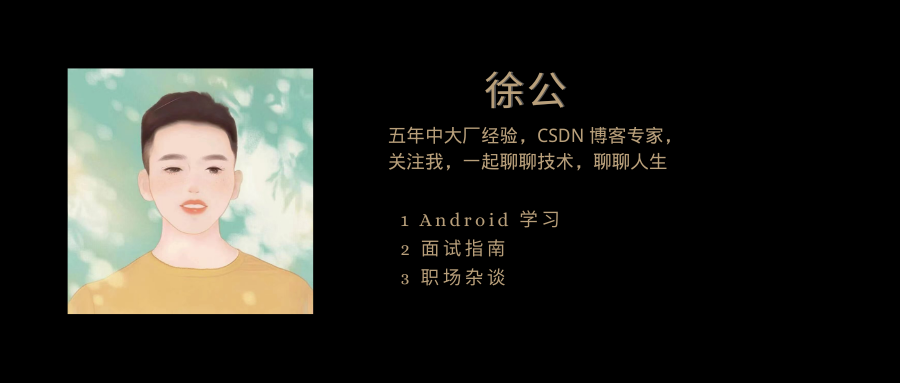 徐公
五年中大厂经验，CSDN 博客专家，
关注我，一起聊聊技术，聊聊人生
1 Android 学习
2 面试指南
3 职场杂谈